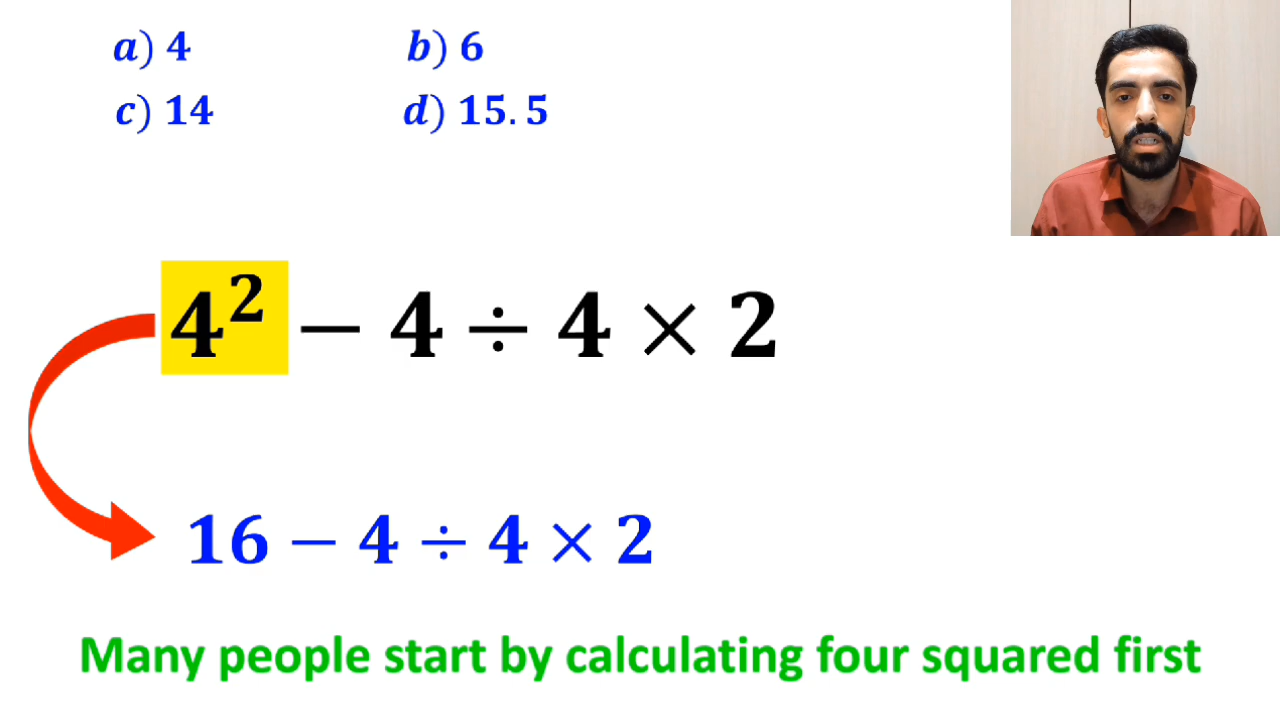 a) 4 b) 6
c) 14 d) 15.5
4² − 4 ÷ 4 × 2
16 − 4 ÷ 4 × 2
Many people start by calculating four squared first